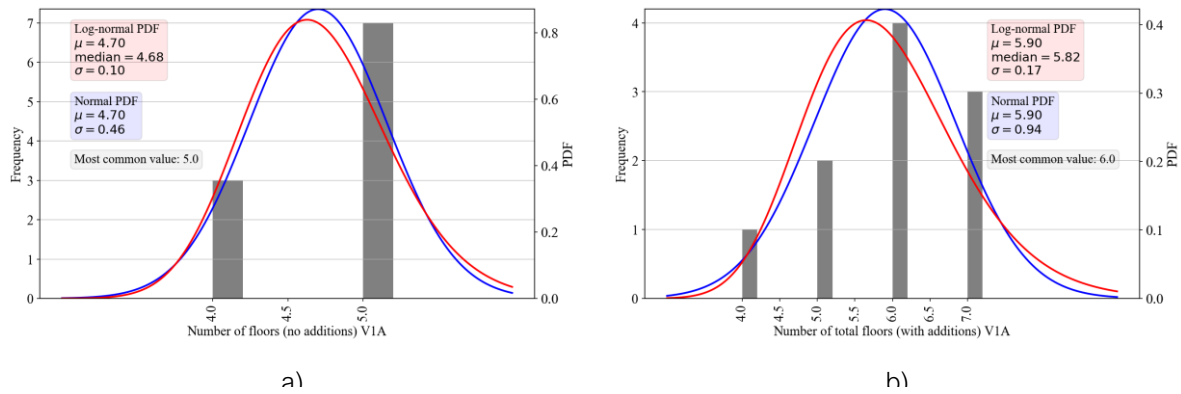 Log-normal PDF
μ = 4.70
median = 4.68
σ = 0.10
Normal PDF
μ = 4.70
σ = 0.46
Most common value: 5.0
Frequency
7
6
5
4
3
2
1
0
PDF
0.8
0.6
0.4
0.2
0.0
4.0
4.5
5.0
Number of floors (no additions) V1A
a)
Log-normal PDF
μ = 5.90
median = 5.82
σ = 0.17
Normal PDF
μ = 5.90
σ = 0.94
Most common value: 6.0
Frequency
4
3
2
1
0
PDF
0.4
0.3
0.2
0.1
0.0
4.0
5.0
5.5
6.0
6.5
7.0
Number of total floors (with additions) V1A
b)